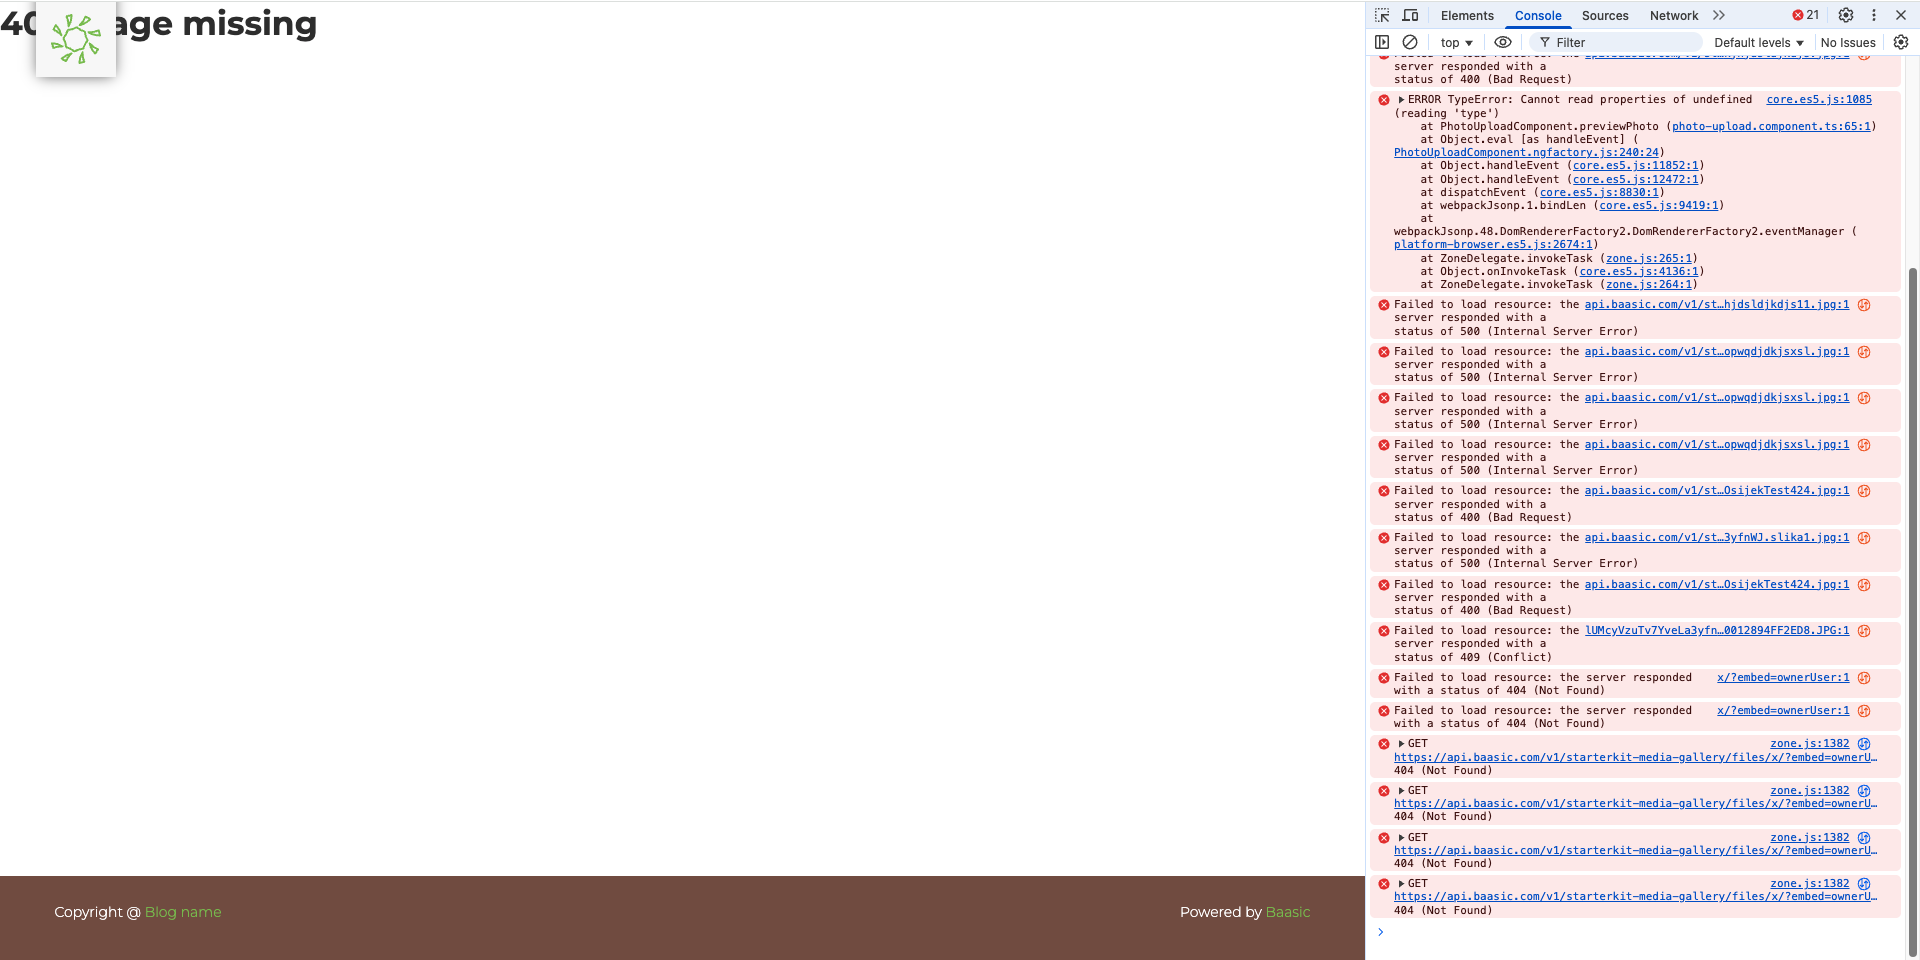 40 age missing
Elements Console Sources Network 21
top Filter Default levels No Issues
server responded with a
status of 400 (Bad Request)
ERROR TypeError: Cannot read properties of undefined core.es5.js:1085
(reading 'type')
at PhotoUploadComponent.previewPhoto (photo-upload.component.ts:65:1)
at Object.eval [as handleEvent] (
PhotoUploadComponent.ngfactory.js:240:24)
at Object.handleEvent (core.es5.js:11852:1)
at Object.handleEvent (core.es5.js:12472:1)
at dispatchEvent (core.es5.js:8830:1)
at webpackJsonp.1.bindLen (core.es5.js:9419:1)
at
webpackJsonp.48.DomRendererFactory2.DomRendererFactory2.eventManager (
platform-browser.es5.js:2674:1)
at ZoneDelegate.invokeTask (zone.js:265:1)
at Object.onInvokeTask (core.es5.js:4136:1)
at ZoneDelegate.invokeTask (zone.js:264:1)
Failed to load resource: the api.baasic.com/v1/st…hjdsldjkdjs11.jpg:1
server responded with a
status of 500 (Internal Server Error)
Failed to load resource: the api.baasic.com/v1/st…opwqdjdkjsxsl.jpg:1
server responded with a
status of 500 (Internal Server Error)
Failed to load resource: the api.baasic.com/v1/st…opwqdjdkjsxsl.jpg:1
server responded with a
status of 500 (Internal Server Error)
Failed to load resource: the api.baasic.com/v1/st…opwqdjdkjsxsl.jpg:1
server responded with a
status of 500 (Internal Server Error)
Failed to load resource: the api.baasic.com/v1/st…OsijekTest424.jpg:1
server responded with a
status of 400 (Bad Request)
Failed to load resource: the api.baasic.com/v1/st…3yfnWJ.slika1.jpg:1
server responded with a
status of 500 (Internal Server Error)
Failed to load resource: the api.baasic.com/v1/st…OsijekTest424.jpg:1
server responded with a
status of 400 (Bad Request)
Failed to load resource: the lUMcyVzuTv7YveLa3yfn…0012894FF2ED8.JPG:1
server responded with a
status of 409 (Conflict)
Failed to load resource: the server responded x/?embed=ownerUser:1
with a status of 404 (Not Found)
Failed to load resource: the server responded x/?embed=ownerUser:1
with a status of 404 (Not Found)
GET zone.js:1382
https://api.baasic.com/v1/starterkit-media-gallery/files/x/?embed=ownerU…
404 (Not Found)
GET zone.js:1382
https://api.baasic.com/v1/starterkit-media-gallery/files/x/?embed=ownerU…
404 (Not Found)
GET zone.js:1382
https://api.baasic.com/v1/starterkit-media-gallery/files/x/?embed=ownerU…
404 (Not Found)
GET zone.js:1382
https://api.baasic.com/v1/starterkit-media-gallery/files/x/?embed=ownerU…
404 (Not Found)
Copyright @ Blog name
Powered by Baasic